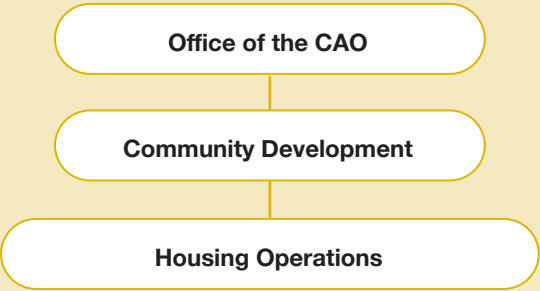 Office of the CAO
Community Development
Housing Operations